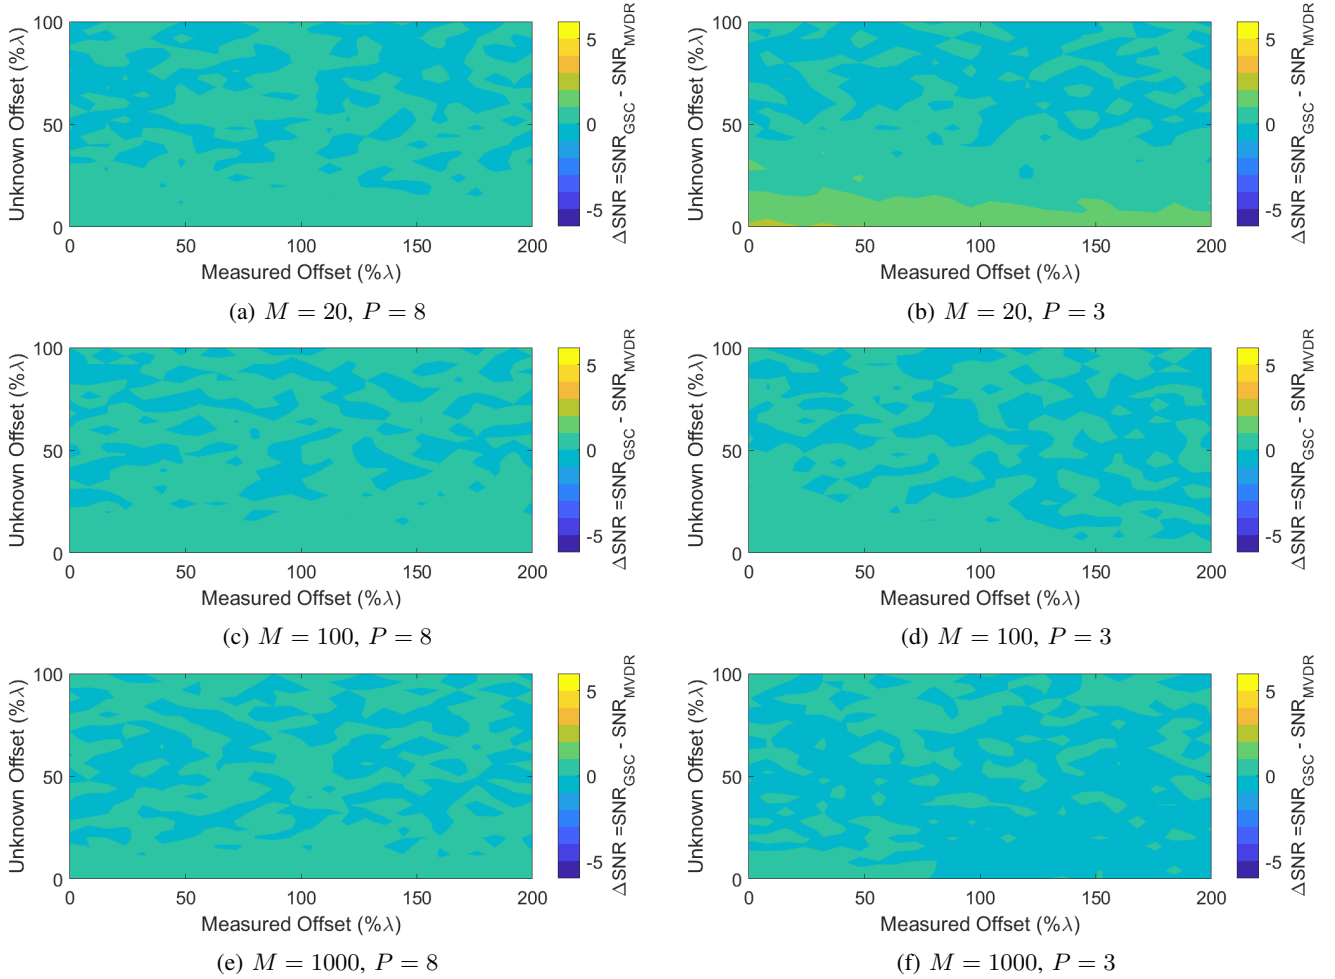 100
50
0
0
50
100
150
200
Unknown Offset (%λ)
Measured Offset (%λ)
5
0
-5
ΔSNR =SNR_GSC - SNR_MVDR
(a) M = 20, P = 8
100
50
0
0
50
100
150
200
Unknown Offset (%λ)
Measured Offset (%λ)
5
0
-5
ΔSNR =SNR_GSC - SNR_MVDR
(b) M = 20, P = 3
100
50
0
0
50
100
150
200
Unknown Offset (%λ)
Measured Offset (%λ)
5
0
-5
ΔSNR =SNR_GSC - SNR_MVDR
(c) M = 100, P = 8
100
50
0
0
50
100
150
200
Unknown Offset (%λ)
Measured Offset (%λ)
5
0
-5
ΔSNR =SNR_GSC - SNR_MVDR
(d) M = 100, P = 3
100
50
0
0
50
100
150
200
Unknown Offset (%λ)
Measured Offset (%λ)
5
0
-5
ΔSNR =SNR_GSC - SNR_MVDR
(e) M = 1000, P = 8
100
50
0
0
50
100
150
200
Unknown Offset (%λ)
Measured Offset (%λ)
5
0
-5
ΔSNR =SNR_GSC - SNR_MVDR
(f) M = 1000, P = 3